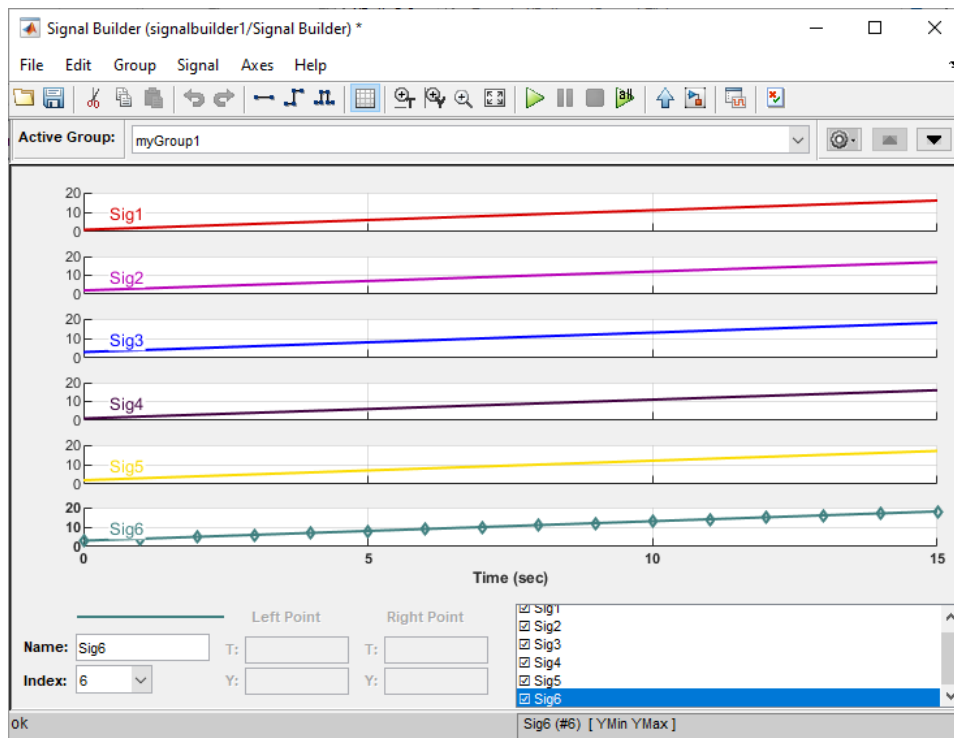 Signal Builder (signalbuilder1/Signal Builder) *
File Edit Group Signal Axes Help
Active Group: myGroup1
20
10
0
Sig1
20
10
0
Sig2
20
10
0
Sig3
20
10
0
Sig4
20
10
0
Sig5
20
10
0
Sig6
0 5 10 15
Time (sec)
Left Point Right Point
Name: Sig6 T: T:
Index: 6 Y: Y:
Sig1
Sig2
Sig3
Sig4
Sig5
Sig6
ok Sig6 (#6) [ YMin YMax ]